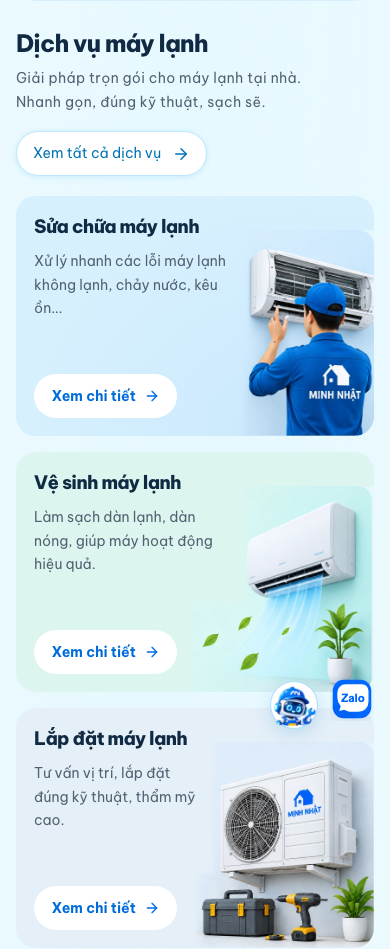 Dịch vụ máy lạnh
Giải pháp trọn gói cho máy lạnh tại nhà.
Nhanh gọn, đúng kỹ thuật, sạch sẽ.
Xem tất cả dịch vụ →
Sửa chữa máy lạnh
Xử lý nhanh các lỗi máy lạnh
không lạnh, chảy nước, kêu
ồn...
Xem chi tiết →
MINH NHẬT
Vệ sinh máy lạnh
Làm sạch dàn lạnh, dàn
nóng, giúp máy hoạt động
hiệu quả.
Xem chi tiết →
Zalo
Lắp đặt máy lạnh
Tư vấn vị trí, lắp đặt
đúng kỹ thuật, thẩm mỹ
cao.
MINH NHẬT
Xem chi tiết →